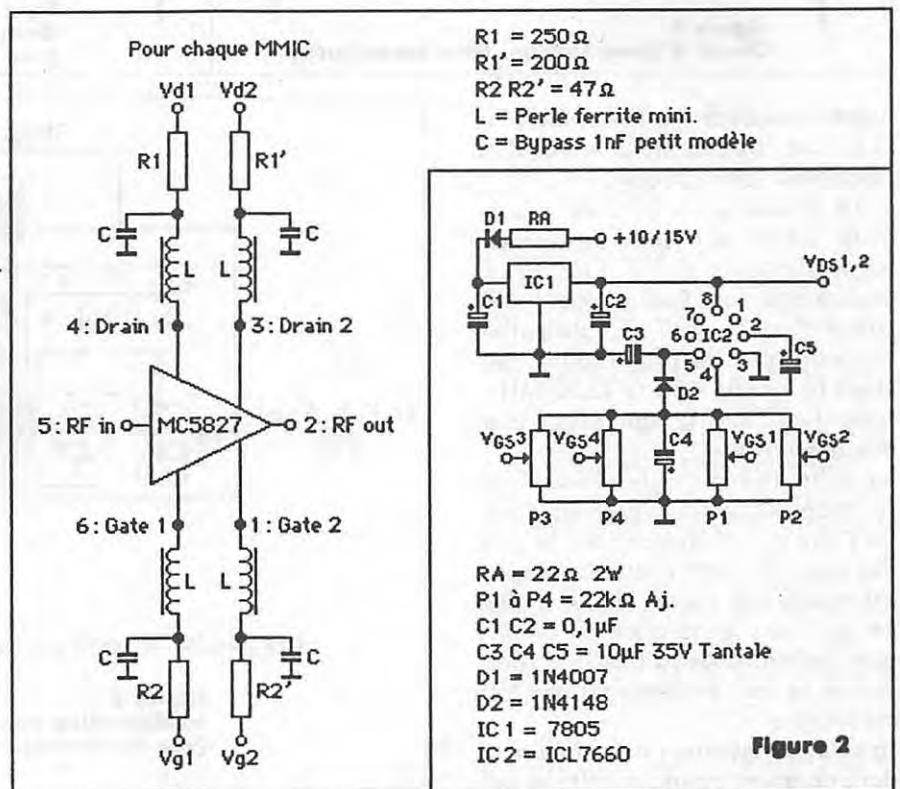 Pour chaque MMIC
Vd1 Vd2
R1 R1'
C C
L L
4: Drain 1 3: Drain 2
5: RF in MC5827 2: RF out
6: Gate 1 1: Gate 2
L L
C C
R2 R2'
Vg1 Vg2
R1 = 250Ω
R1' = 200Ω
R2 R2' = 47Ω
L = Perle ferrite mini.
C = Bypass 1nF petit modèle
D1 RA
+10/15V
VDS1,2
C1 IC1 C2
8 1
7 2
6 IC2
C3 C5
5 3
4
D2
VGS3 VGS4 C4 VGS1 VGS2
P3 P4 P1 P2
RA = 22Ω 2W
P1 à P4 = 22kΩ Aj.
C1 C2 = 0,1µF
C3 C4 C5 = 10µF 35V Tantale
D1 = 1N4007
D2 = 1N4148
IC1 = 7805
IC2 = ICL7660
Figure 2